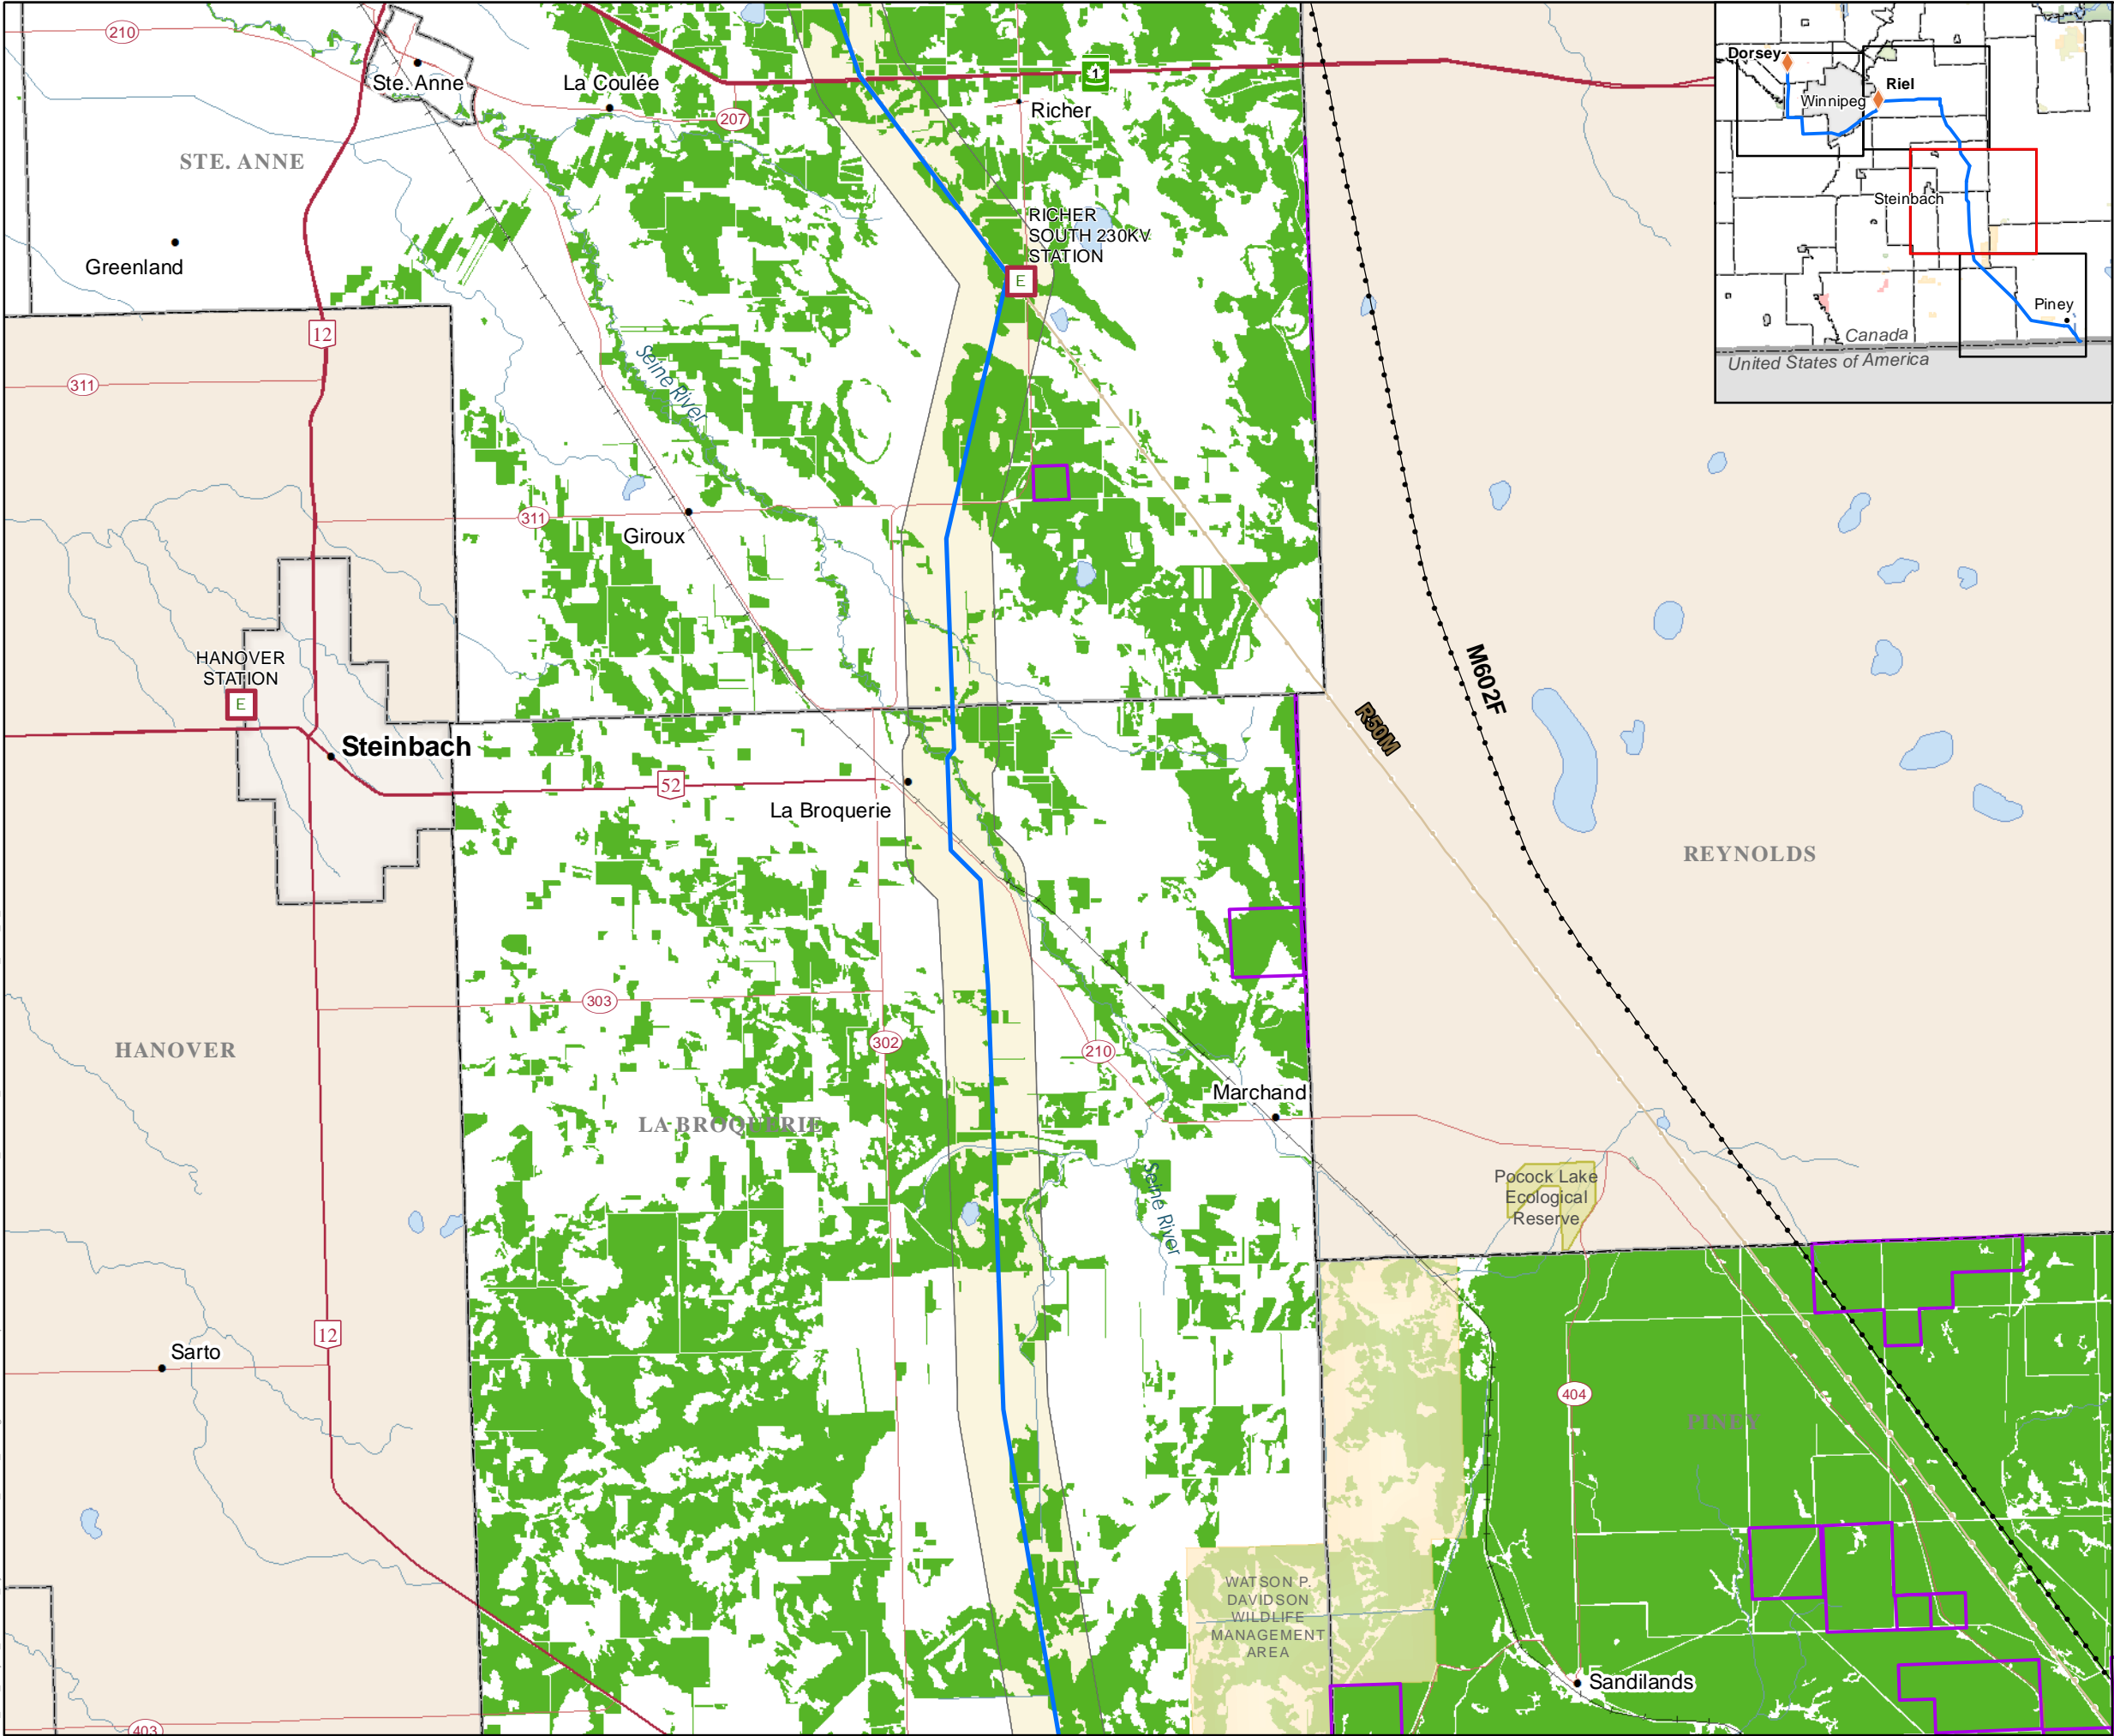 210
Ste. Anne
La Coulée
1
Richer
207
STE. ANNE
Greenland
RICHER
SOUTH 230KV
STATION
E
12
311
Seine River
311
Giroux
HANOVER
STATION
E
Steinbach
52
La Broquerie
R50M
M602F
REYNOLDS
303
HANOVER
302
210
Marchand
LA BROQUERIE
Seine River
Pocock Lake
Ecological
Reserve
12
Sarto
404
PINEY
WATSON P.
DAVIDSON
WILDLIFE
MANAGEMENT
AREA
Sandilands
403
Dorsey
Riel
Winnipeg
Steinbach
Piney
Canada
United States of America